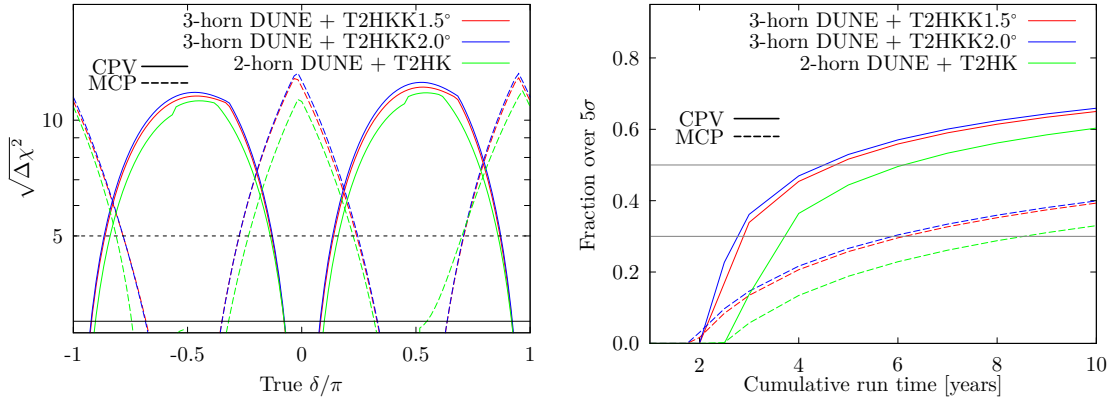 3-horn DUNE + T2HKK1.5°
3-horn DUNE + T2HKK2.0°
2-horn DUNE + T2HK
CPV
MCP
10
5
√Δχ²
-1
-0.5
0
0.5
1
True δ/π
3-horn DUNE + T2HKK1.5°
3-horn DUNE + T2HKK2.0°
2-horn DUNE + T2HK
CPV
MCP
0.8
0.6
0.4
0.2
0.0
Fraction over 5σ
2
4
6
8
10
Cumulative run time [years]